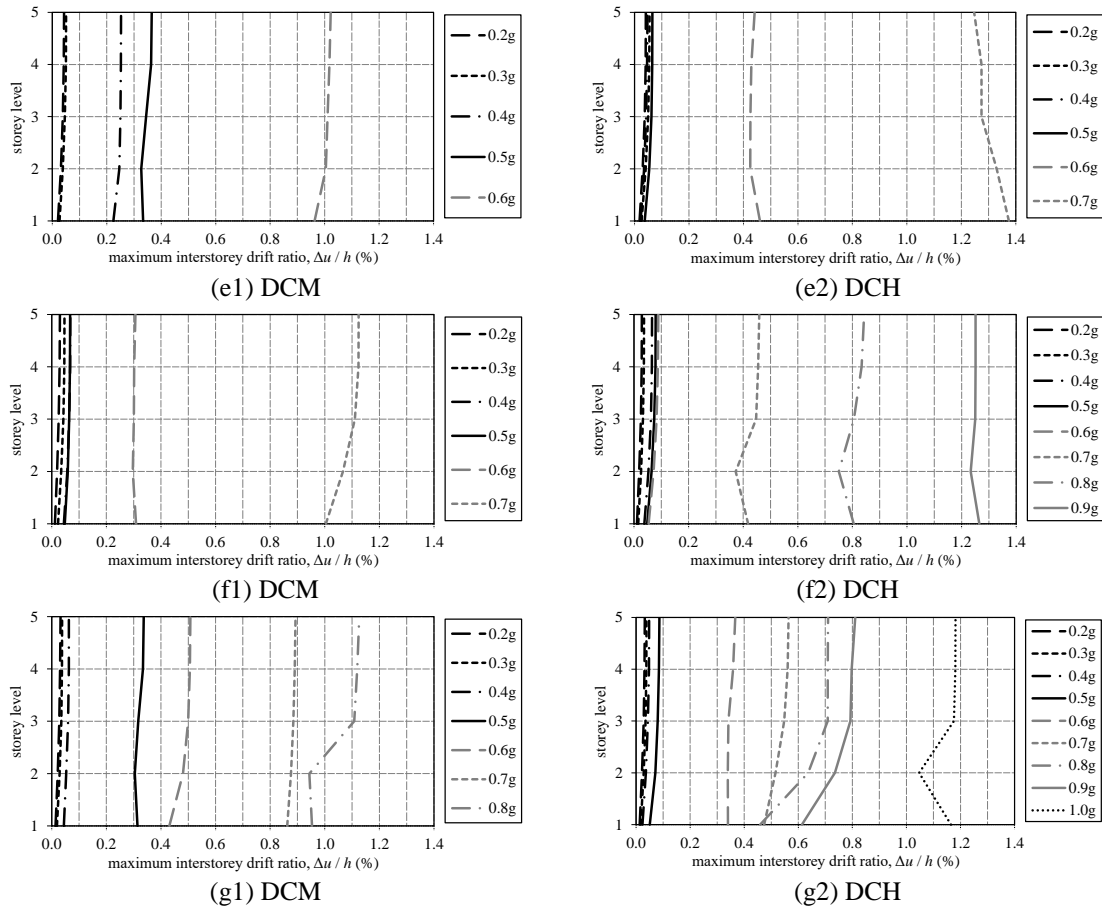 5
4
3
2
1
storey level
0.0 0.2 0.4 0.6 0.8 1.0 1.2 1.4
maximum interstorey drift ratio, Δu / h (%)
0.2g
0.3g
0.4g
0.5g
0.6g
(e1) DCM
5
4
3
2
1
storey level
0.0 0.2 0.4 0.6 0.8 1.0 1.2 1.4
maximum interstorey drift ratio, Δu / h (%)
0.2g
0.3g
0.4g
0.5g
0.6g
0.7g
(e2) DCH
5
4
3
2
1
storey level
0.0 0.2 0.4 0.6 0.8 1.0 1.2 1.4
maximum interstorey drift ratio, Δu / h (%)
0.2g
0.3g
0.4g
0.5g
0.6g
0.7g
(f1) DCM
5
4
3
2
1
storey level
0.0 0.2 0.4 0.6 0.8 1.0 1.2 1.4
maximum interstorey drift ratio, Δu / h (%)
0.2g
0.3g
0.4g
0.5g
0.6g
0.7g
0.8g
0.9g
(f2) DCH
5
4
3
2
1
storey level
0.0 0.2 0.4 0.6 0.8 1.0 1.2 1.4
maximum interstorey drift ratio, Δu / h (%)
0.2g
0.3g
0.4g
0.5g
0.6g
0.7g
0.8g
(g1) DCM
5
4
3
2
1
storey level
0.0 0.2 0.4 0.6 0.8 1.0 1.2 1.4
maximum interstorey drift ratio, Δu / h (%)
0.2g
0.3g
0.4g
0.5g
0.6g
0.7g
0.8g
0.9g
1.0g
(g2) DCH